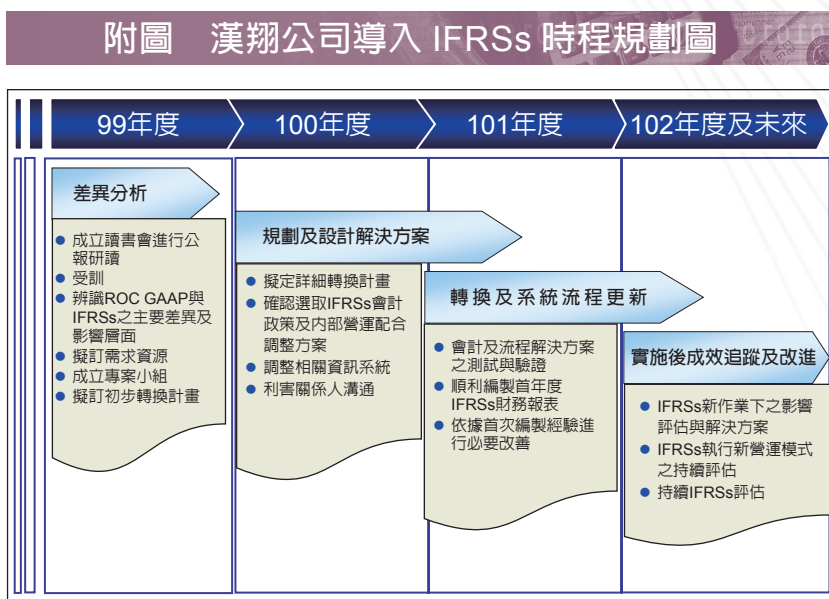 附圖　漢翔公司導入 IFRSs 時程規劃圖
99年度
100年度
101年度
102年度及未來
差異分析
成立讀書會進行公
報研讀
受訓
辨識ROC GAAP與
IFRSs之主要差異及
影響層面
擬訂需求資源
成立專案小組
擬訂初步轉換計畫
規劃及設計解決方案
擬定詳細轉換計畫
確認選取IFRSs會計
政策及內部營運配合
調整方案
調整相關資訊系統
利害關係人溝通
轉換及系統流程更新
會計及流程解決方案
之測試與驗證
順利編製首年度
IFRSs財務報表
依據首次編製經驗進
行必要改善
實施後成效追蹤及改進
IFRSs新作業下之影響
評估與解決方案
IFRSs執行新營運模式
之持續評估
持續IFRSs評估